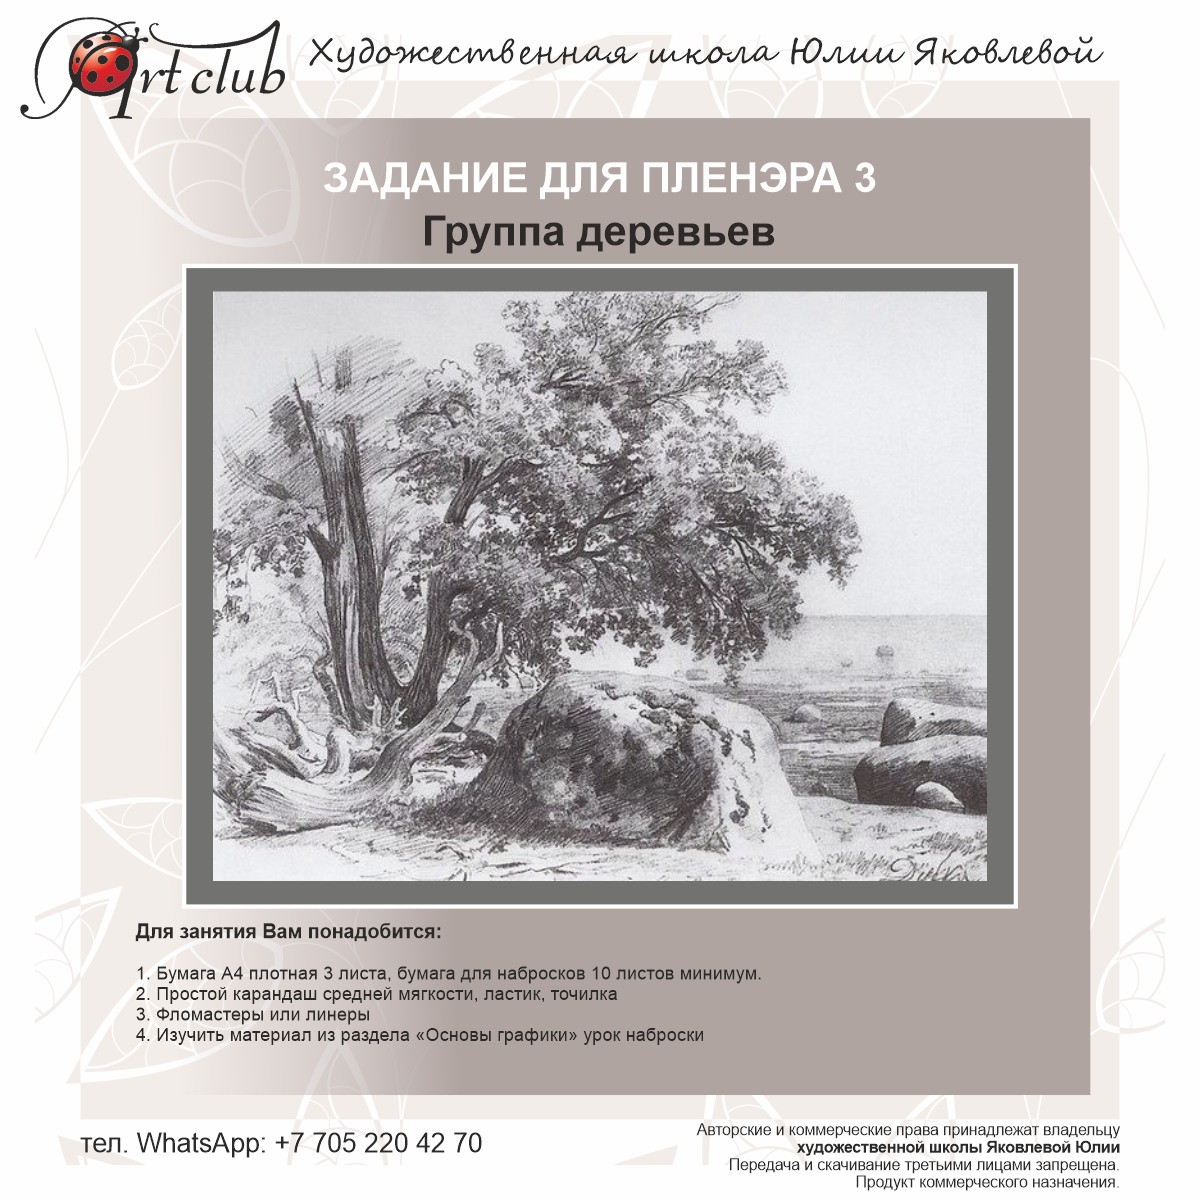 Art club
Художественная школа Юлии Яковлевой
ЗАДАНИЕ ДЛЯ ПЛЕНЭРА 3
Группа деревьев
Для занятия Вам понадобится:
1. Бумага А4 плотная 3 листа, бумага для набросков 10 листов минимум.
2. Простой карандаш средней мягкости, ластик, точилка
3. Фломастеры или линеры
4. Изучить материал из раздела «Основы графики» урок наброски
тел. WhatsApp: +7 705 220 42 70
Авторские и коммерческие права принадлежат владельцу
художественной школы Яковлевой Юлии
Передача и скачивание третьими лицами запрещена.
Продукт коммерческого назначения.